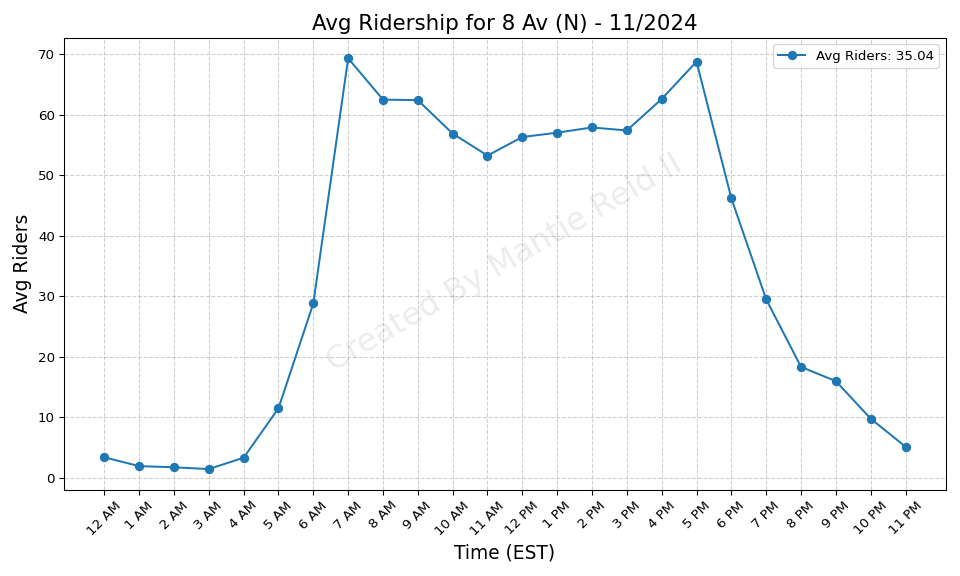 Avg Ridership for 8 Av (N) - 11/2024
Avg Riders: 35.04
Avg Riders
70
60
50
40
30
20
10
0
Created By Mantie Reid II
12 AM
1 AM
2 AM
3 AM
4 AM
5 AM
6 AM
7 AM
8 AM
9 AM
10 AM
11 AM
12 PM
1 PM
2 PM
3 PM
4 PM
5 PM
6 PM
7 PM
8 PM
9 PM
10 PM
11 PM
Time (EST)